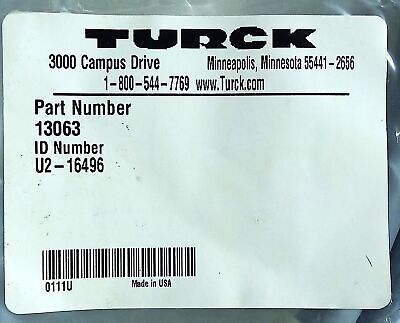 TURCK
3000 Campus Drive Minneapolis, Minnesota 55441-2656
1-800-544-7769 www.Turck.com
Part Number
13063
ID Number
U2-16496
0111U Made in USA